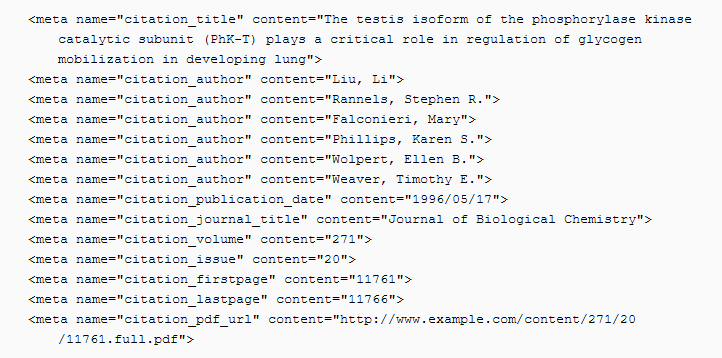 <meta name="citation_title" content="The testis isoform of the phosphorylase kinase
catalytic subunit (PhK-T) plays a critical role in regulation of glycogen
mobilization in developing lung">
<meta name="citation_author" content="Liu, Li">
<meta name="citation_author" content="Rannels, Stephen R.">
<meta name="citation_author" content="Falconieri, Mary">
<meta name="citation_author" content="Phillips, Karen S.">
<meta name="citation_author" content="Wolpert, Ellen B.">
<meta name="citation_author" content="Weaver, Timothy E.">
<meta name="citation_publication_date" content="1996/05/17">
<meta name="citation_journal_title" content="Journal of Biological Chemistry">
<meta name="citation_volume" content="271">
<meta name="citation_issue" content="20">
<meta name="citation_firstpage" content="11761">
<meta name="citation_lastpage" content="11766">
<meta name="citation_pdf_url" content="http://www.example.com/content/271/20
/11761.full.pdf">